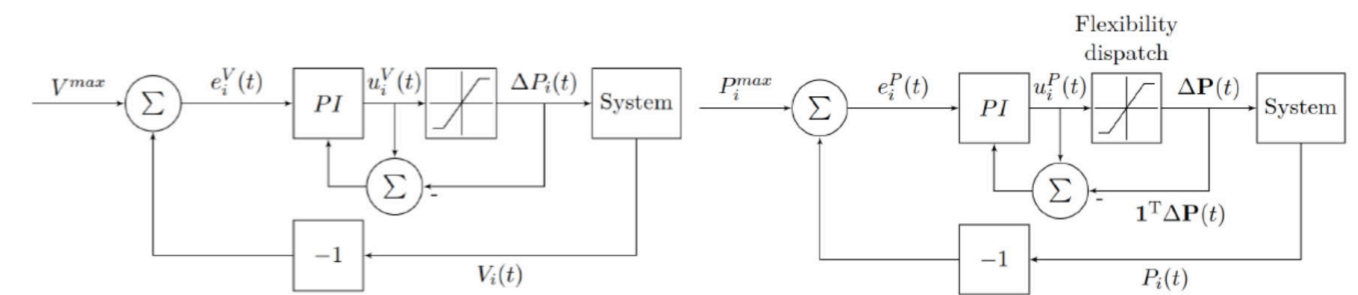 V^{max}
Σ
e_i^V(t)
PI
u_i^V(t)
ΔP_i(t)
System
Σ
-
−1
V_i(t)
Flexibility
dispatch
P_i^{max}
Σ
e_i^P(t)
PI
u_i^P(t)
Δ𝐏(t)
System
Σ
-
𝟏^TΔ𝐏(t)
−1
P_i(t)